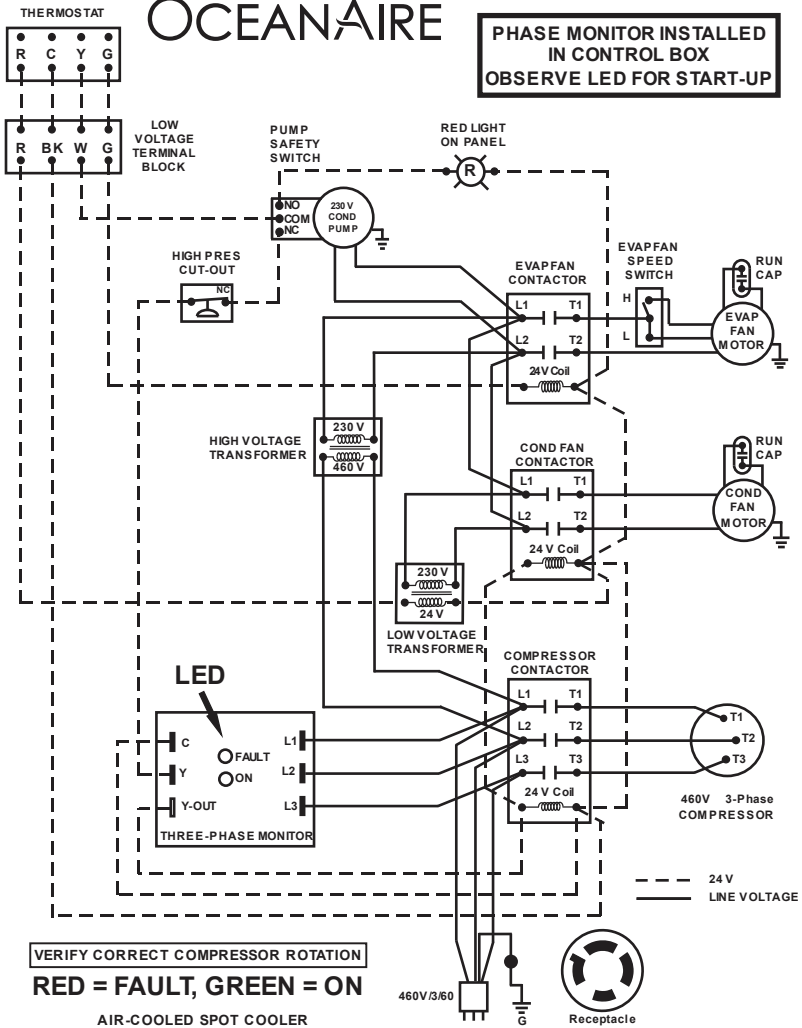 THERMOSTAT
OCEANAIRE
PHASE MONITOR INSTALLED
IN CONTROL BOX
OBSERVE LED FOR START-UP
R C Y G
R BK W G
LOW
VOLTAGE
TERMINAL
BLOCK
PUMP
SAFETY
SWITCH
RED LIGHT
ON PANEL
R
NO
COM
NC
230 V
COND
PUMP
HIGH PRES
CUT-OUT
NC
EVAP FAN
CONTACTOR
L1 T1
L2 T2
24V Coil
EVAP FAN
SPEED
SWITCH
H
L
RUN
CAP
EVAP
FAN
MOTOR
HIGH VOLTAGE
TRANSFORMER
230 V
460 V
COND FAN
CONTACTOR
L1 T1
L2 T2
24 V Coil
RUN
CAP
COND
FAN
MOTOR
230 V
24 V
LOW VOLTAGE
TRANSFORMER
COMPRESSOR
CONTACTOR
L1 T1
L2 T2
L3 T3
24 V Coil
T1
T2
T3
460V 3-Phase
COMPRESSOR
LED
C
Y
Y-OUT
FAULT
ON
L1
L2
L3
THREE-PHASE MONITOR
24 V
LINE VOLTAGE
VERIFY CORRECT COMPRESSOR ROTATION
RED = FAULT, GREEN = ON
AIR-COOLED SPOT COOLER
460V/3/60
G
Receptacle